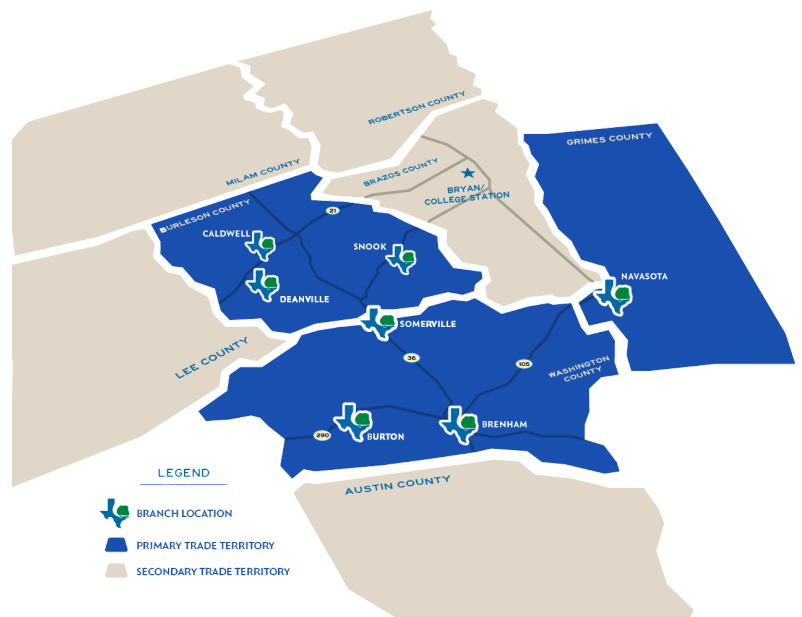 ROBERTSON COUNTY
GRIMES COUNTY
MILAM COUNTY
BRAZOS COUNTY
BRYAN/
COLLEGE STATION
BURLESON COUNTY
21
CALDWELL
SNOOK
NAVASOTA
DEANVILLE
SOMERVILLE
LEE COUNTY
36
105
WASHINGTON
COUNTY
290
BURTON
BRENHAM
LEGEND
AUSTIN COUNTY
BRANCH LOCATION
PRIMARY TRADE TERRITORY
SECONDARY TRADE TERRITORY